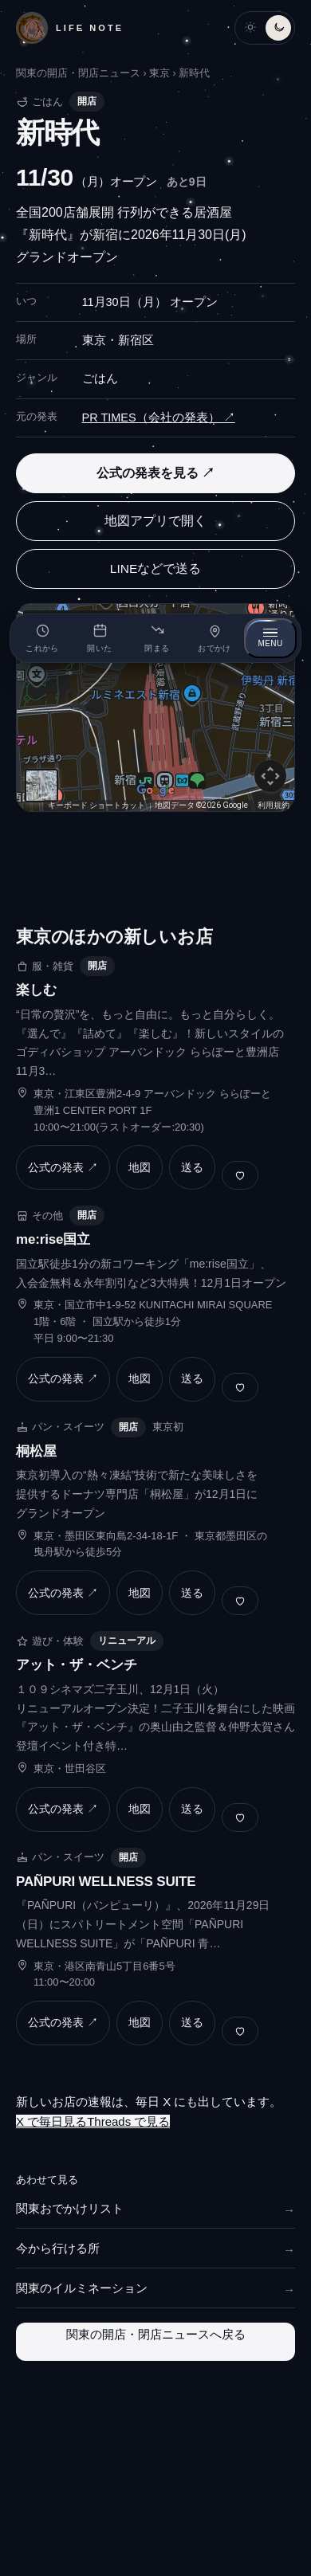 LIFE NOTE
関東の開店・閉店ニュース › 東京 › 新時代
ごはん 開店
新時代
11/30（月）オープン あと9日
全国200店舗展開 行列ができる居酒屋
『新時代』が新宿に2026年11月30日(月)
グランドオープン
いつ 11月30日（月） オープン
場所 東京・新宿区
ジャンル ごはん
元の発表 PR TIMES（会社の発表） ↗
公式の発表を見る ↗
地図アプリで開く
LINEなどで送る
これから 開いた 閉まる おでかけ MENU
伊勢丹 新宿
ルミネエスト新宿
3丁目
武蔵野通り
新宿三
テル
プラザ通り
新宿 JR
Google
キーボード ショートカット 地図データ ©2026 Google 利用規約
東京のほかの新しいお店
服・雑貨 開店
楽しむ
“日常の贅沢”を、もっと自由に。もっと自分らしく。
『選んで』『詰めて』『楽しむ』！新しいスタイルの
ゴディバショップ アーバンドック ららぽーと豊洲店
11月3…
東京・江東区豊洲2-4-9 アーバンドック ららぽーと
豊洲1 CENTER PORT 1F
10:00〜21:00(ラストオーダー:20:30)
公式の発表 ↗ 地図 送る ♡
その他 開店
me:rise国立
国立駅徒歩1分の新コワーキング「me:rise国立」、
入会金無料＆永年割引など3大特典！12月1日オープン
東京・国立市中1-9-52 KUNITACHI MIRAI SQUARE
1階・6階 ・ 国立駅から徒歩1分
平日 9:00〜21:30
公式の発表 ↗ 地図 送る ♡
パン・スイーツ 開店 東京初
桐松屋
東京初導入の“熱々凍結”技術で新たな美味しさを
提供するドーナツ専門店「桐松屋」が12月1日に
グランドオープン
東京・墨田区東向島2-34-18-1F ・ 東京都墨田区の
曳舟駅から徒歩5分
公式の発表 ↗ 地図 送る ♡
遊び・体験 リニューアル
アット・ザ・ベンチ
１０９シネマズ二子玉川、12月1日（火）
リニューアルオープン決定！二子玉川を舞台にした映画
『アット・ザ・ベンチ』の奥山由之監督＆仲野太賀さん
登壇イベント付き特…
東京・世田谷区
公式の発表 ↗ 地図 送る ♡
パン・スイーツ 開店
PAÑPURI WELLNESS SUITE
『PAÑPURI（パンピューリ）』、2026年11月29日
（日）にスパトリートメント空間「PAÑPURI
WELLNESS SUITE」が「PAÑPURI 青…
東京・港区南青山5丁目6番5号
11:00〜20:00
公式の発表 ↗ 地図 送る ♡
新しいお店の速報は、毎日 X にも出しています。
X で毎日見るThreads で見る
あわせて見る
関東おでかけリスト →
今から行ける所 →
関東のイルミネーション →
関東の開店・閉店ニュースへ戻る